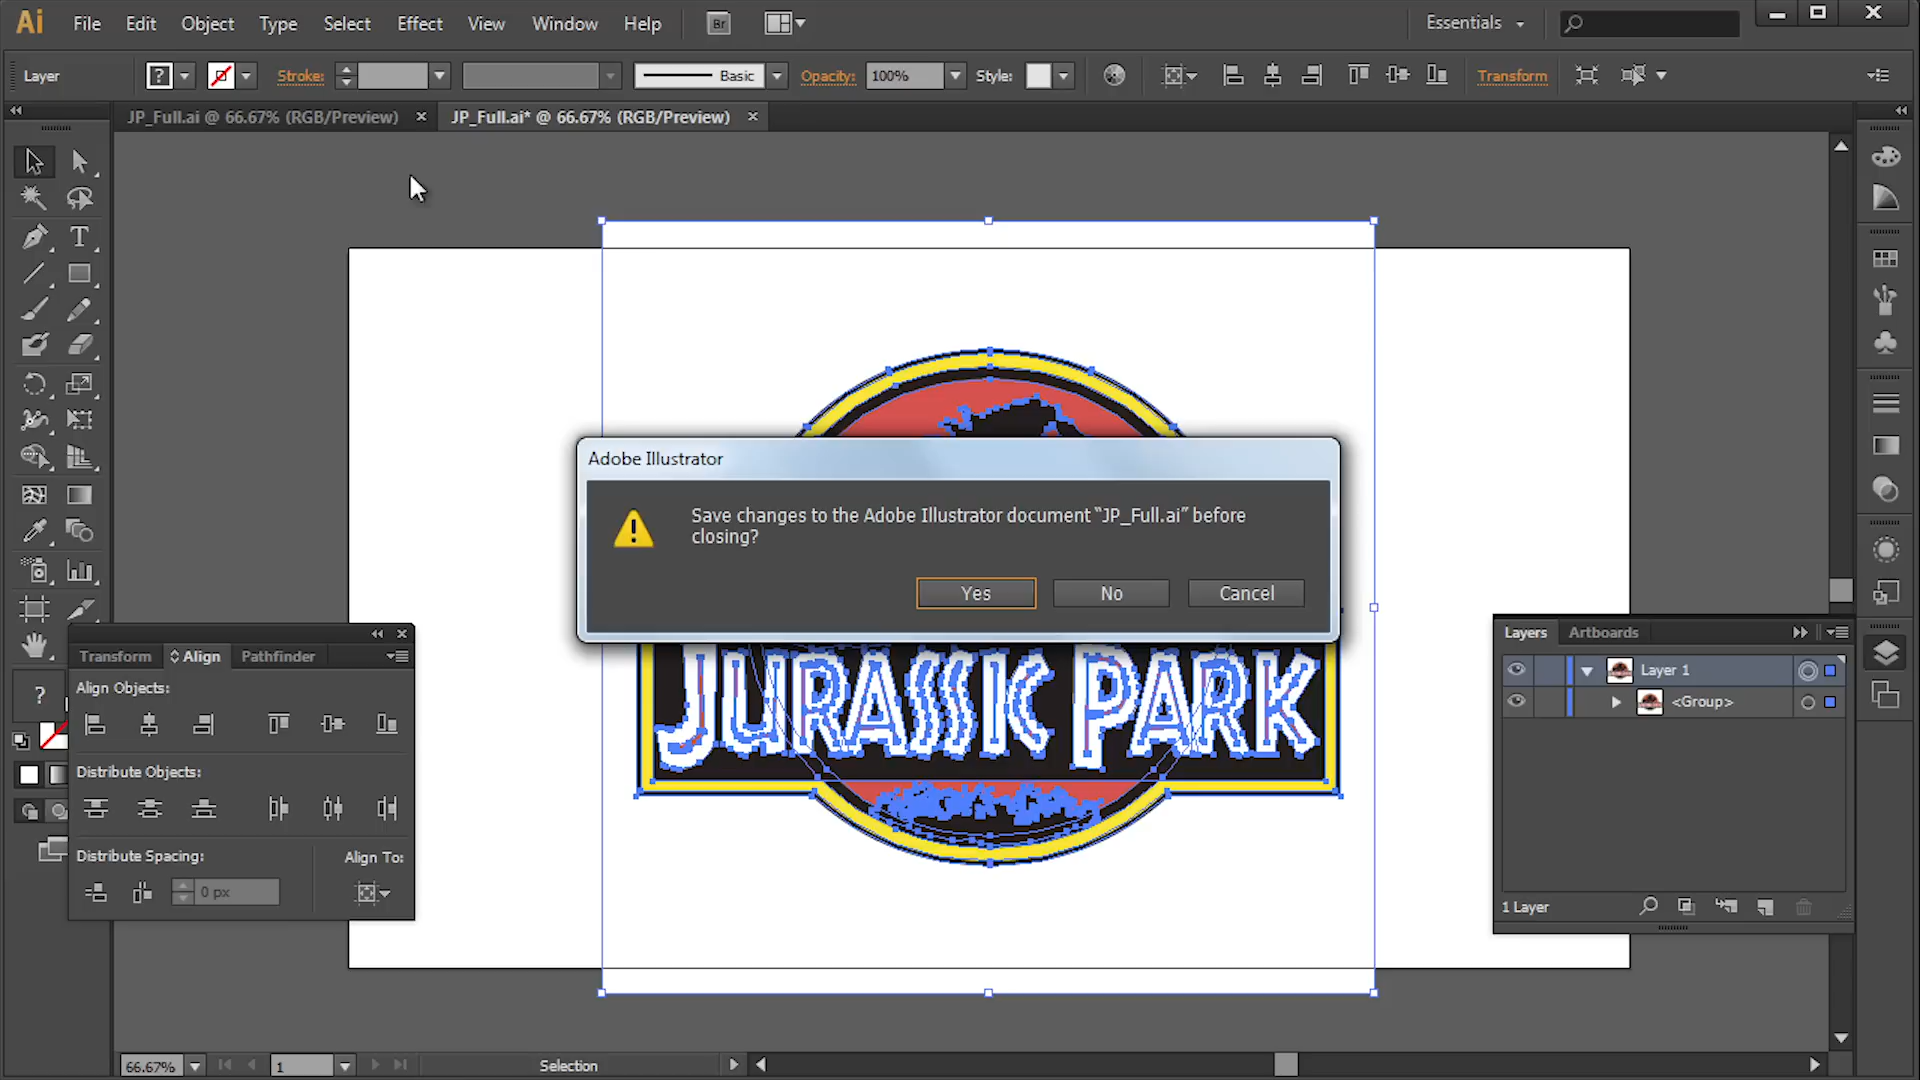 Ai File Edit Object Type Select Effect View Window Help Br Essentials
Layer ? Stroke: Basic Opacity: 100% Style: Transform
JP_Full.ai @ 66.67% (RGB/Preview) JP_Full.ai* @ 66.67% (RGB/Preview)
T
Adobe Illustrator
Save changes to the Adobe Illustrator document “JP_Full.ai” before
closing?
Yes No Cancel
JURASSIC PARK
?
Transform Align Pathfinder
Align Objects:
Distribute Objects:
Distribute Spacing: Align To:
0 px
Layers Artboards
Layer 1
<Group>
1 Layer
66.67% 1 Selection